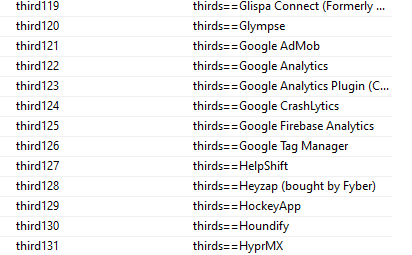 third119 thirds==Glispa Connect (Formerly ...
third120 thirds==Glympse
third121 thirds==Google AdMob
third122 thirds==Google Analytics
third123 thirds==Google Analytics Plugin (C...
third124 thirds==Google CrashLytics
third125 thirds==Google Firebase Analytics
third126 thirds==Google Tag Manager
third127 thirds==HelpShift
third128 thirds==Heyzap (bought by Fyber)
third129 thirds==HockeyApp
third130 thirds==Houndify
third131 thirds==HyprMX